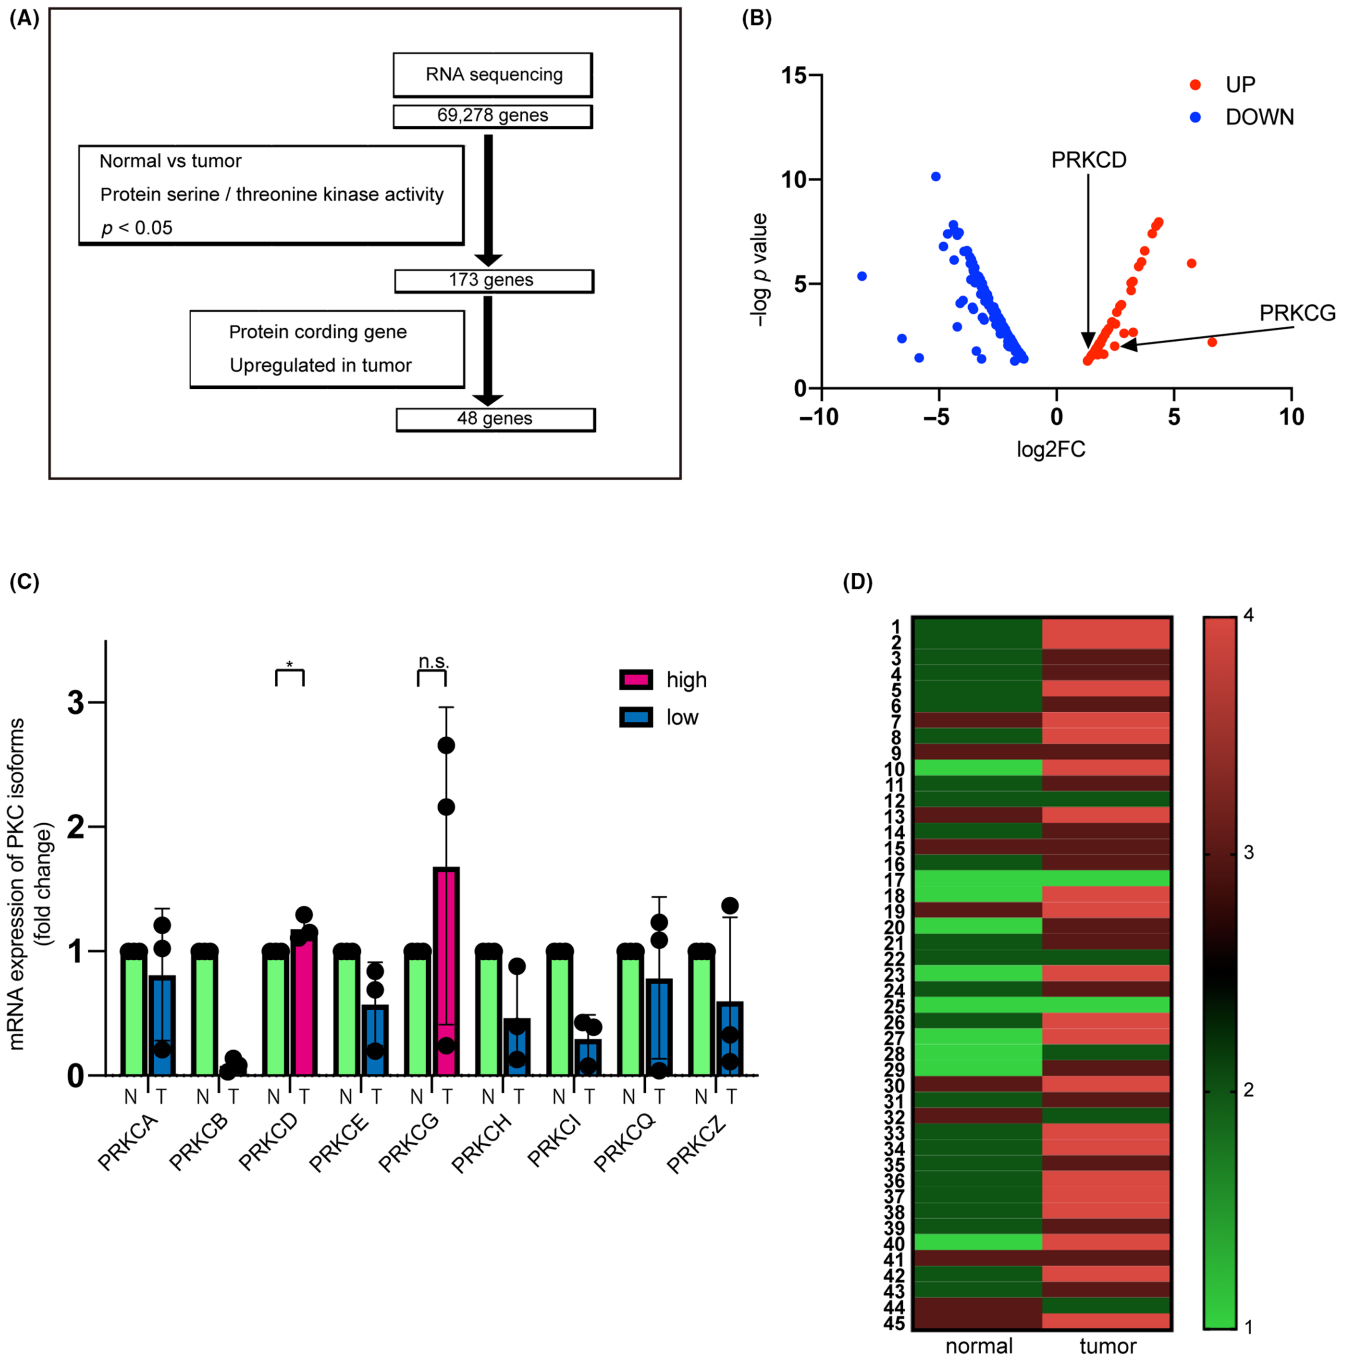 (A)
RNA sequencing
69,278 genes
Normal vs tumor
Protein serine / threonine kinase activity
p < 0.05
173 genes
Protein cording gene
Upregulated in tumor
48 genes
(B)
15
10
5
0
–log p value
UP
DOWN
PRKCD
PRKCG
–10
–5
0
5
10
log2FC
(C)
mRNA expression of PKC isoforms
(fold change)
3
2
1
0
*
n.s.
high
low
N T N T N T N T N T N T N T N T N T
PRKCA
PRKCB
PRKCD
PRKCE
PRKCG
PRKCH
PRKCI
PRKCQ
PRKCZ
(D)
1
2
3
4
5
6
7
8
9
10
11
12
13
14
15
16
17
18
19
20
21
22
23
24
25
26
27
28
29
30
31
32
33
34
35
36
37
38
39
40
41
42
43
44
45
normal
tumor
4
3
2
1